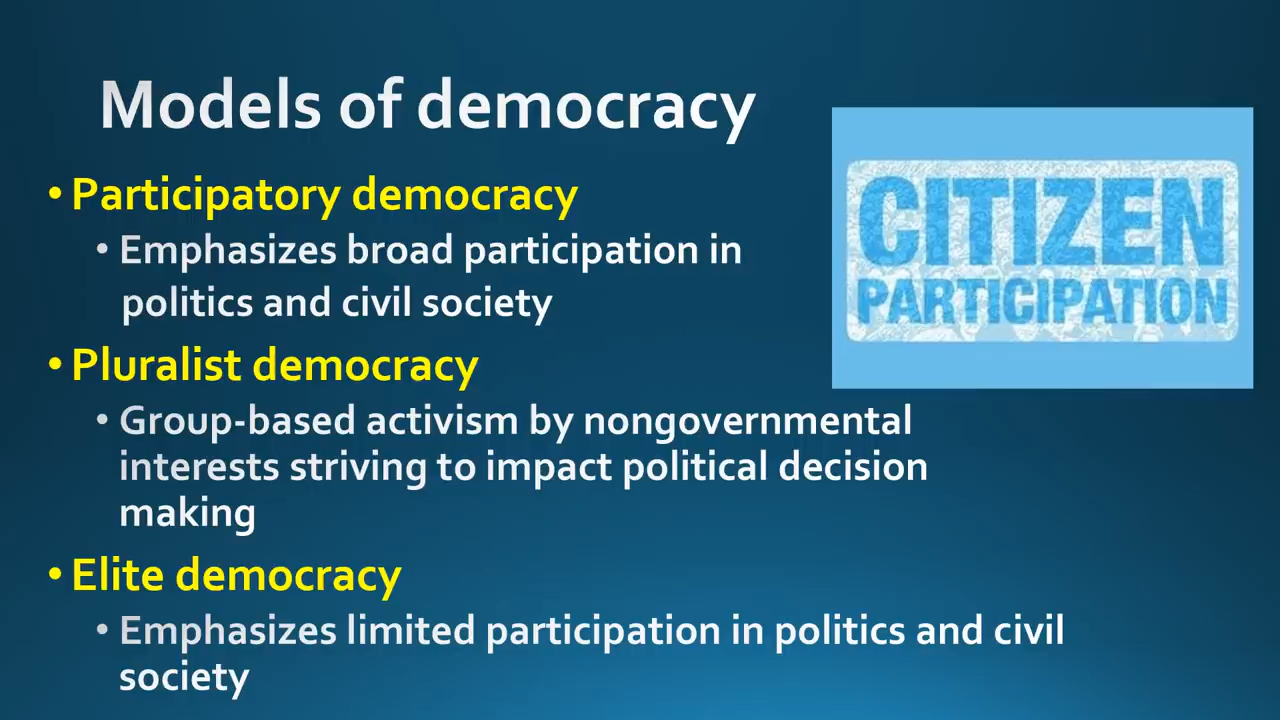 Models of democracy
• Participatory democracy
• Emphasizes broad participation in
politics and civil society
• Pluralist democracy
• Group-based activism by nongovernmental
interests striving to impact political decision
making
• Elite democracy
• Emphasizes limited participation in politics and civil
society
CITIZEN
PARTICIPATION